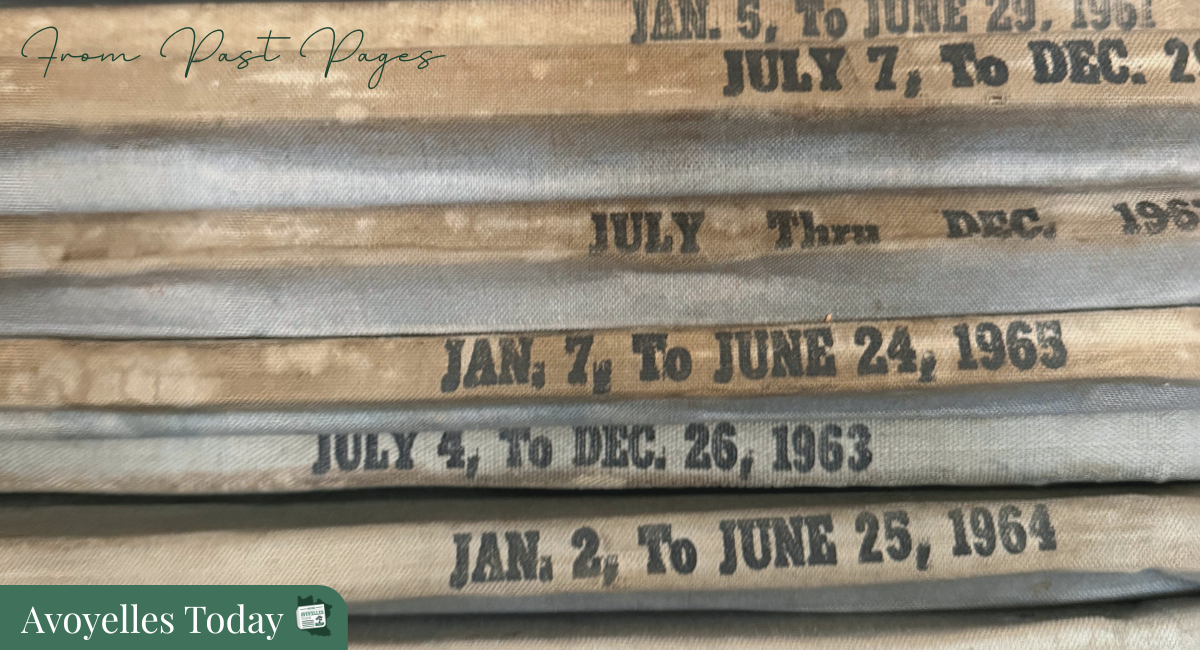 From Past Pages
JAN. 5, To JUNE 29, 1961
JULY 7, To DEC.
JULY Thru DEC.
JAN. 7, To JUNE 24, 1965
JULY 4, To DEC. 26, 1963
JAN. 2, To JUNE 25, 1964
Avoyelles Today